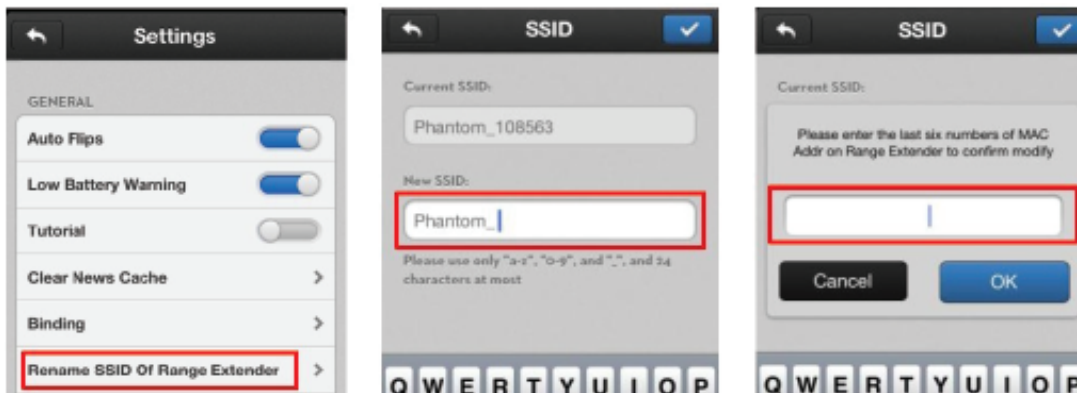 Settings
GENERAL
Auto Flips
Low Battery Warning
Tutorial
Clear News Cache
Binding
Rename SSID Of Range Extender
SSID
Current SSID:
Phantom_108563
New SSID:
Phantom_
Please use only "a-z", "0-9", and "_", and 24
characters at most
Q W E R T Y U I O P
SSID
Current SSID:
Please enter the last six numbers of MAC
Addr on Range Extender to confirm modify
Cancel
OK
Q W E R T Y U I O P